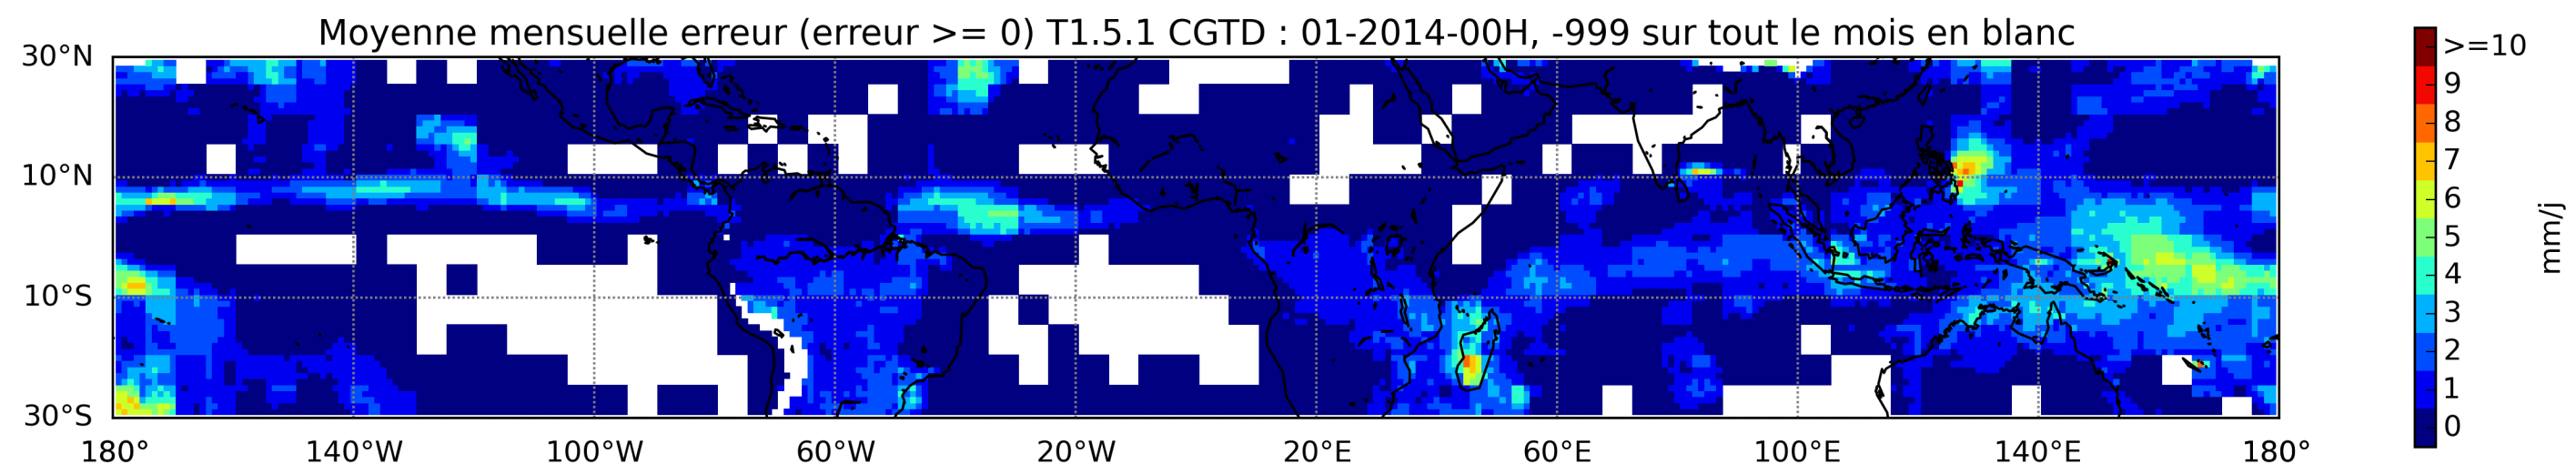 Moyenne mensuelle erreur (erreur >= 0) T1.5.1 CGTD : 01-2014-00H, -999 sur tout le mois en blanc
30°N
10°N
10°S
30°S
180° 140°W 100°W 60°W 20°W 20°E 60°E 100°E 140°E 180°
>=10
9
8
7
6
5
4
3
2
1
0
mm/j